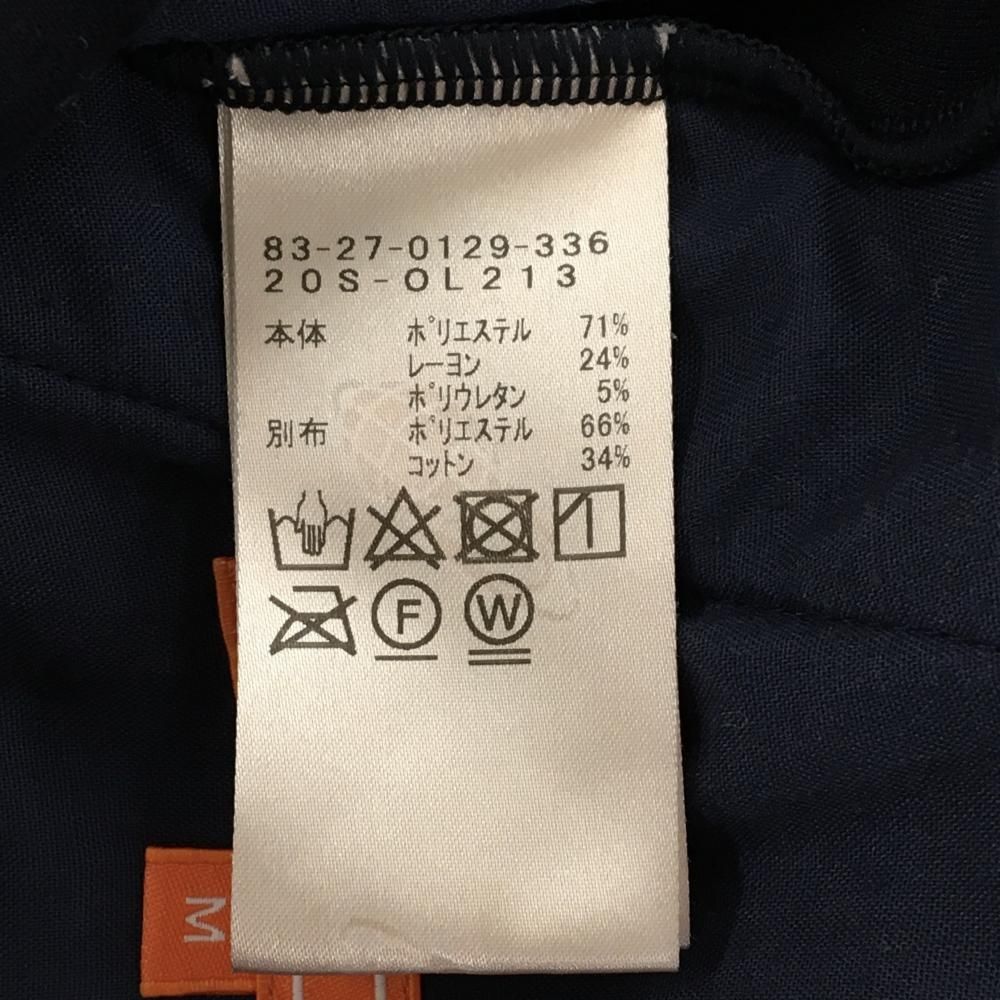 83-27-0129-336
20S-OL213
本体 ポリエステル 71%
レーヨン 24%
ポリウレタン 5%
別布 ポリエステル 66%
コットン 34%
F W
M